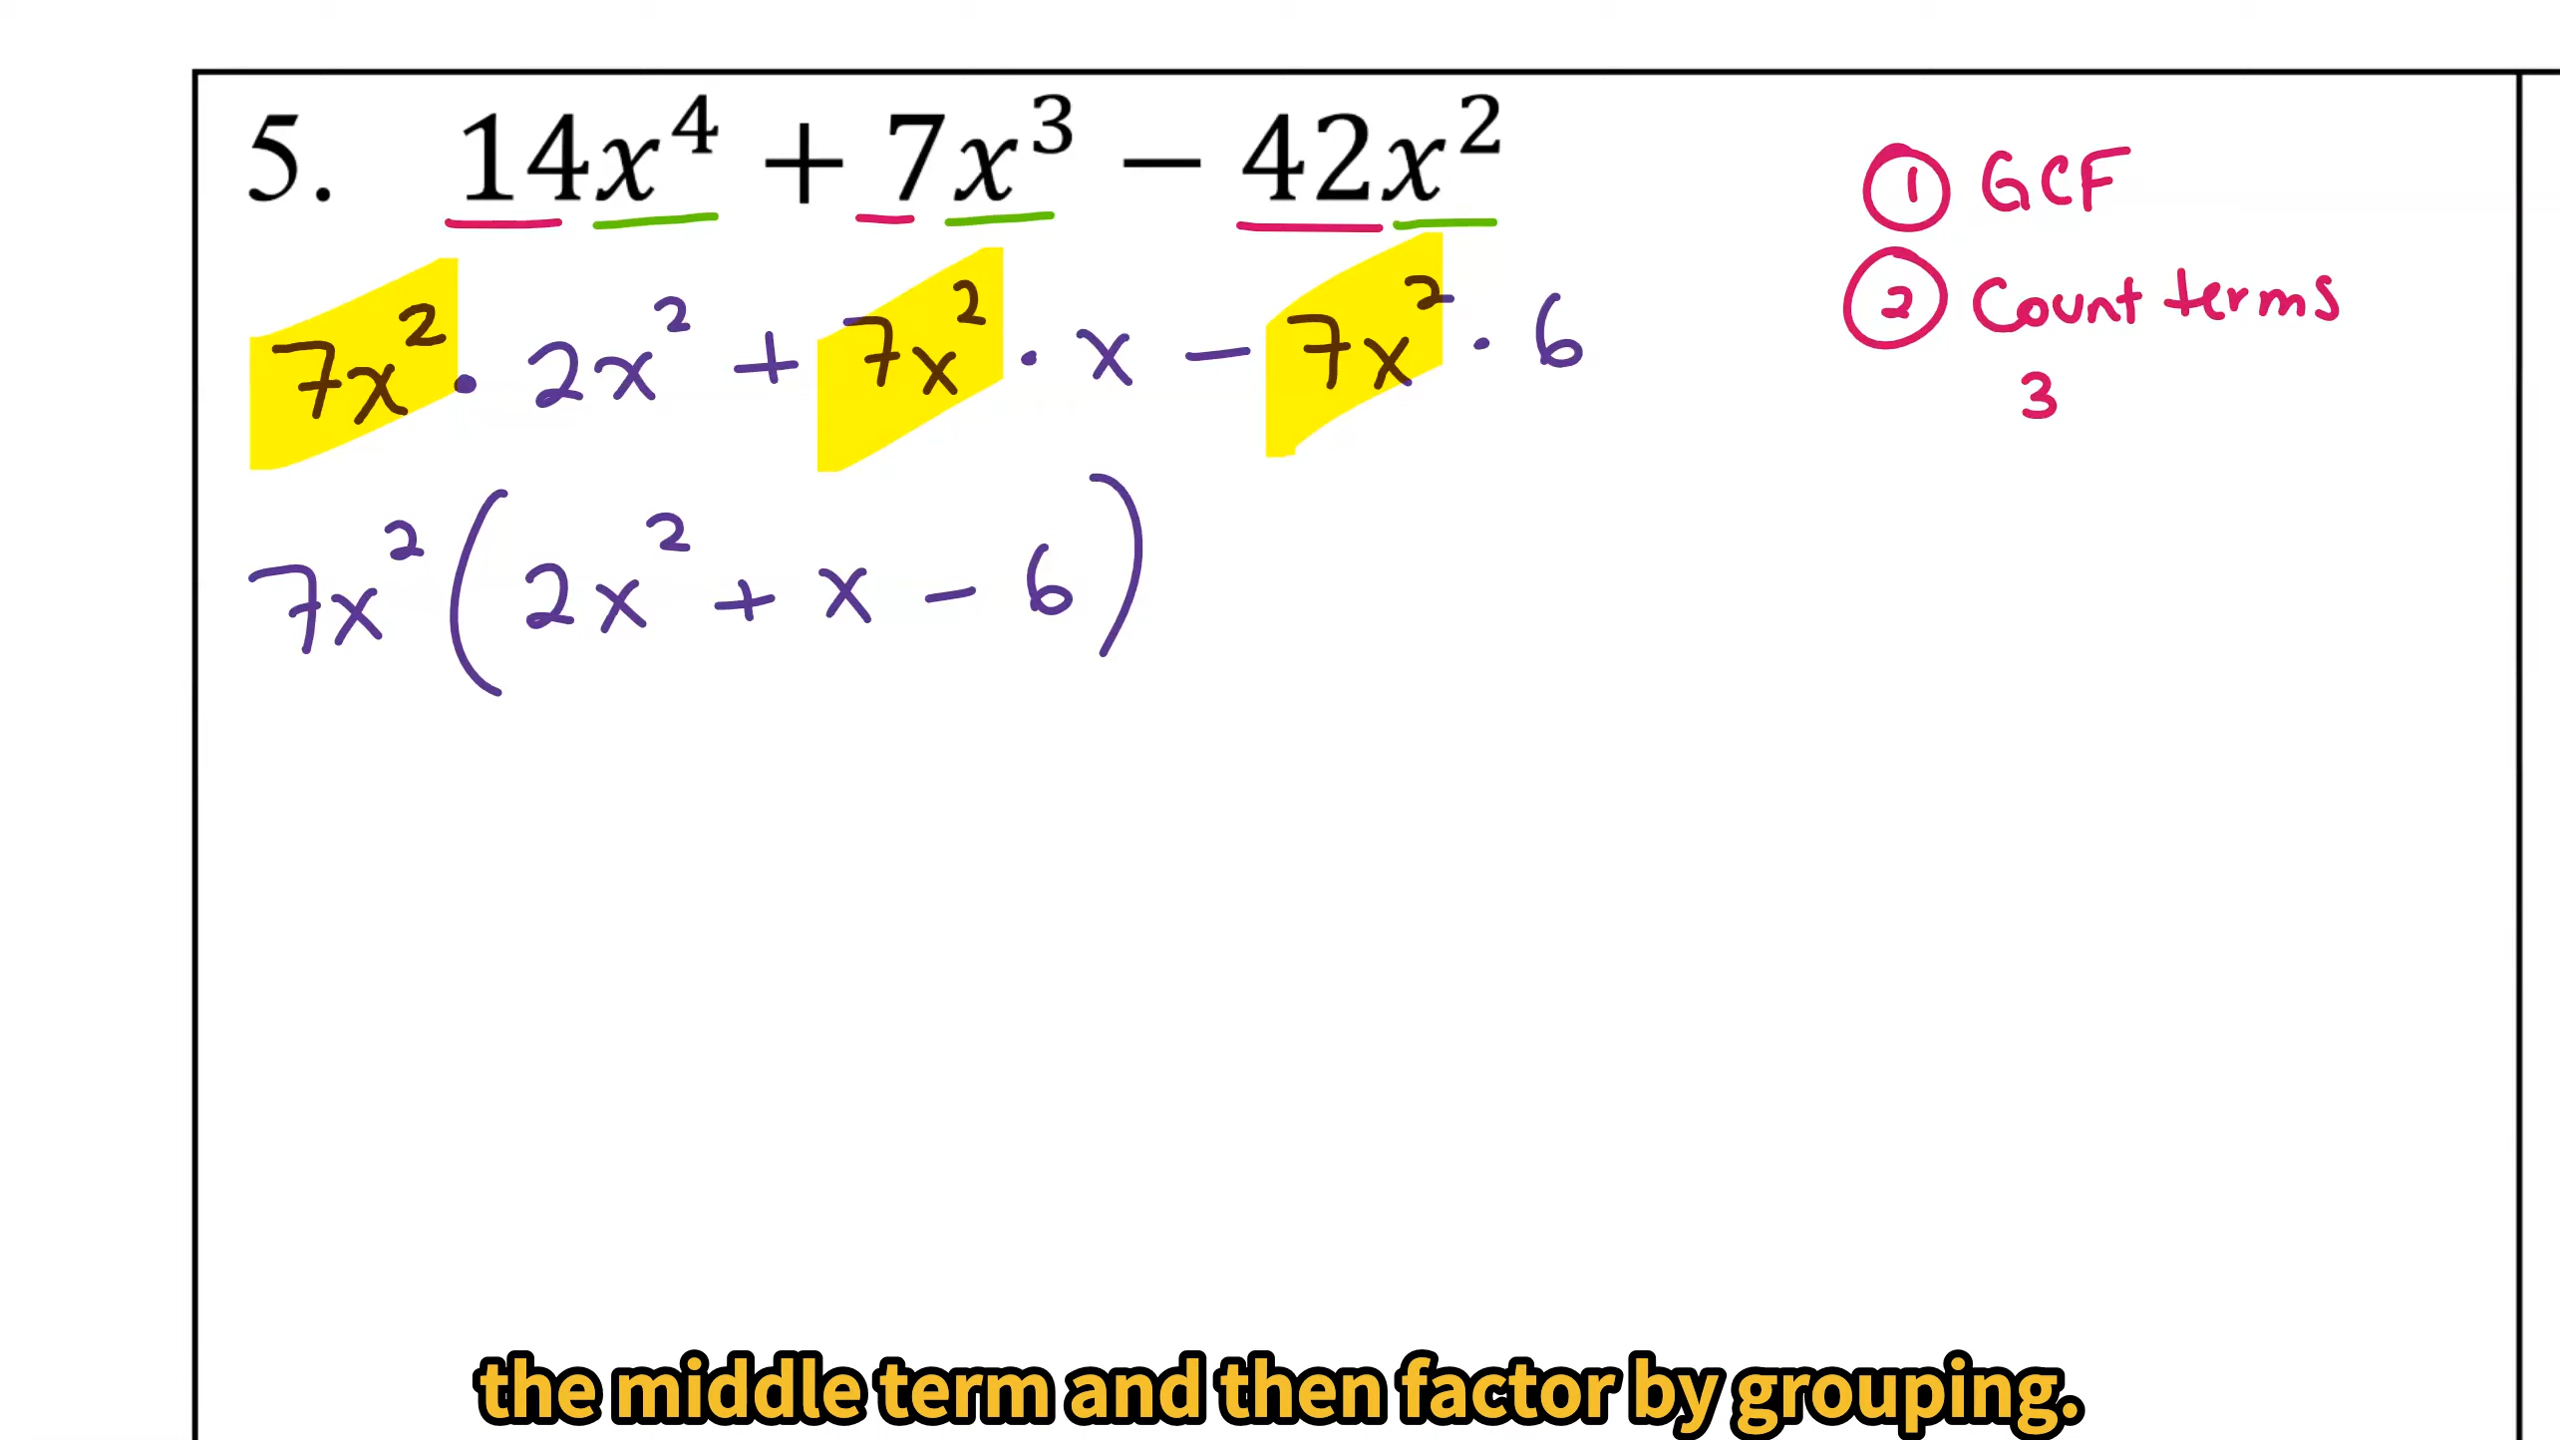 5. 14x⁴ + 7x³ − 42x²
① GCF
7x² · 2x² + 7x² · x − 7x² · 6
② Count terms
3
7x² (2x² + x − 6)
the middle term and then factor by grouping.